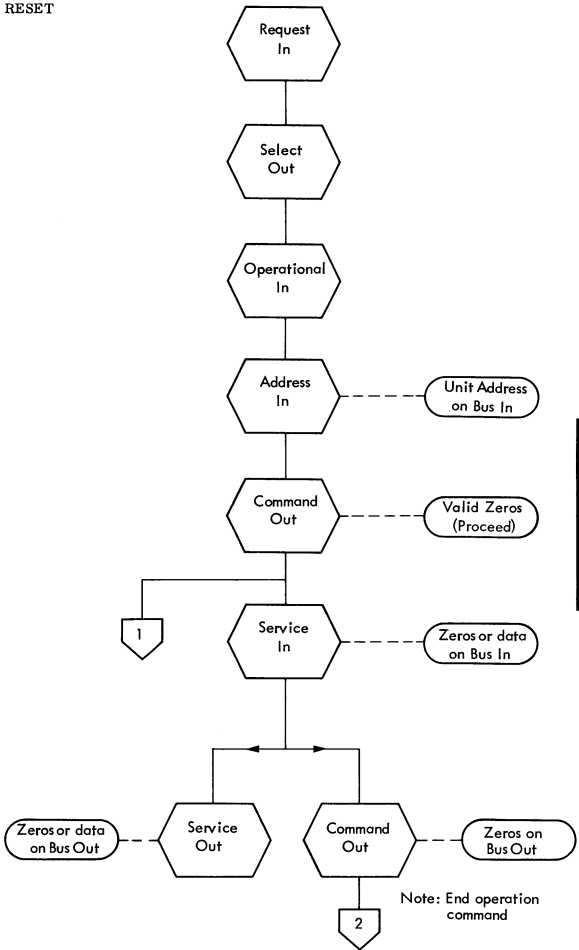 RESET
Request
In
Select
Out
Operational
In
Address
In
Unit Address
on Bus In
Command
Out
Valid Zeros
(Proceed)
1
Service
In
Zeros or data
on Bus In
Zeros or data
on Bus Out
Service
Out
Command
Out
Zeros on
Bus Out
2
Note: End operation
command